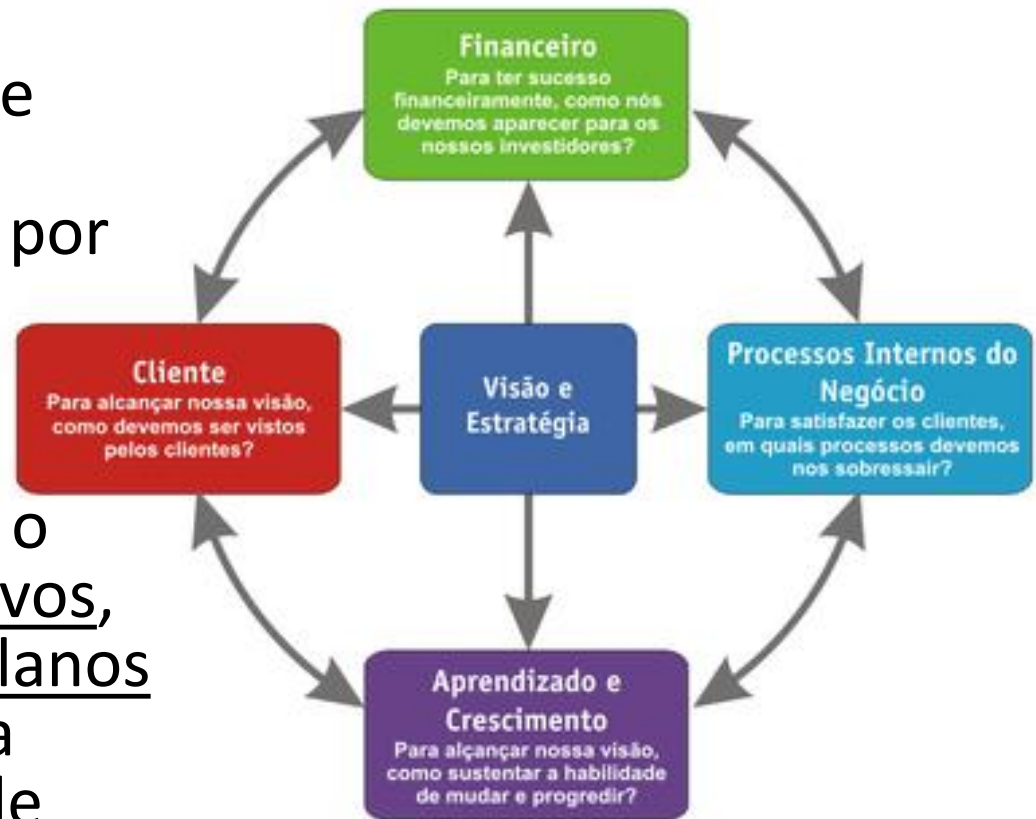 e
por
o
vos,
lanos
a
Financeiro
Para ter sucesso
financeiramente, como nós
devemos aparecer para os
nossos investidores?
Cliente
Para alcançar nossa visão,
como devemos ser vistos
pelos clientes?
Visão e
Estratégia
Processos Internos do
Negócio
Para satisfazer os clientes,
em quais processos devemos
nos sobressair?
Aprendizado e
Crescimento
Para alçançar nossa visão,
como sustentar a habilidade
de mudar e progredir?